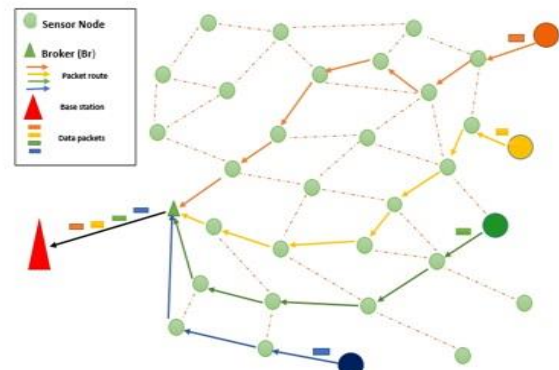 Sensor Node
Broker (Br)
Packet route
Base station
Data packets